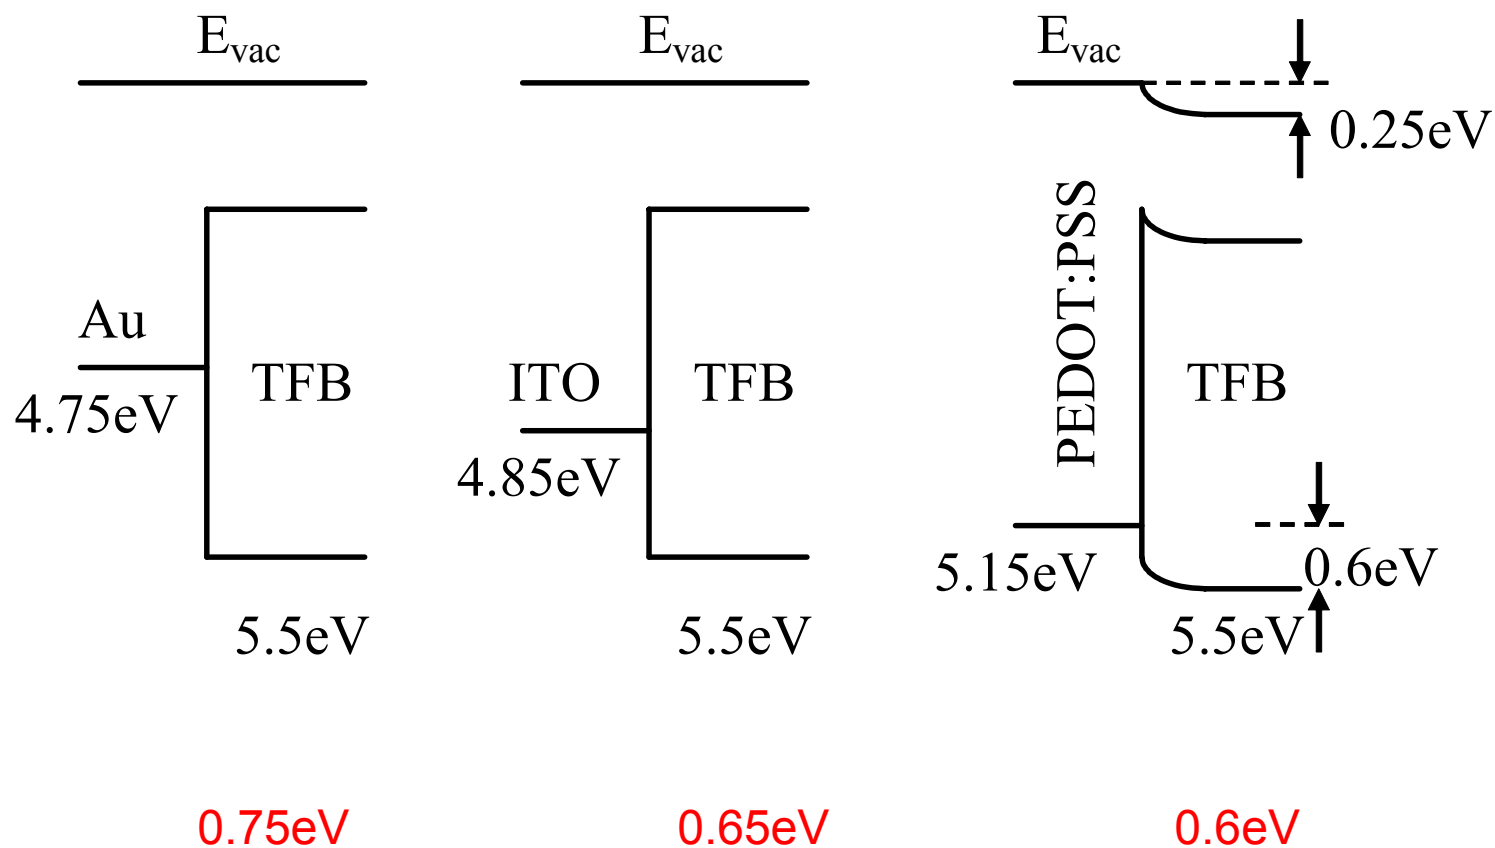 Evac
Au
4.75eV
TFB
5.5eV
Evac
ITO
4.85eV
TFB
5.5eV
Evac
0.25eV
PEDOT:PSS
TFB
5.15eV
0.6eV
5.5eV
0.75eV
0.65eV
0.6eV